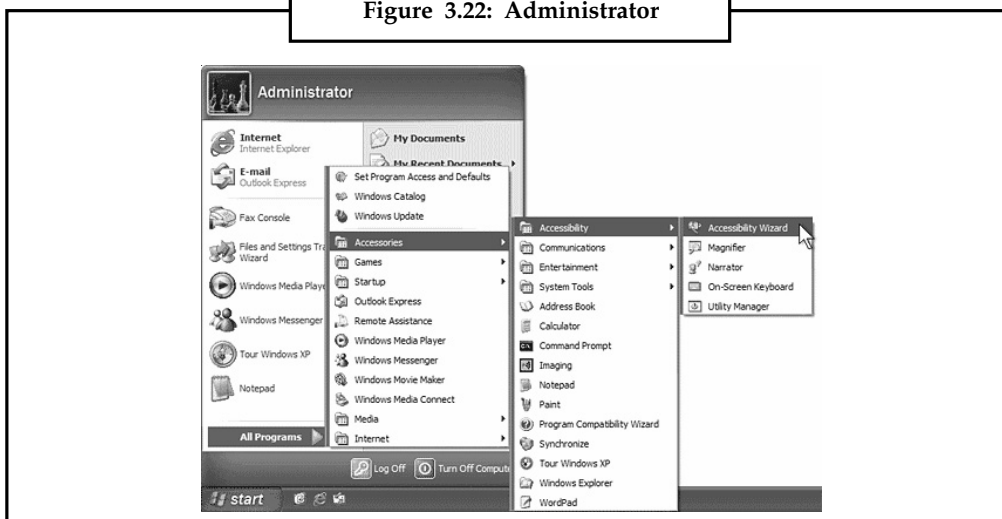 Figure 3.22: Administrator
Administrator
Internet
Internet Explorer
E-mail
Outlook Express
Fax Console
Files and Settings Tra
Wizard
Windows Media Playe
Windows Messenger
Tour Windows XP
Notepad
All Programs
My Documents
My Recent Documents
Set Program Access and Defaults
Windows Catalog
Windows Update
Accessories
Games
Startup
Outlook Express
Remote Assistance
Windows Media Player
Windows Messenger
Windows Movie Maker
Windows Media Connect
Media
Internet
Accessibility
Communications
Entertainment
System Tools
Address Book
Calculator
Command Prompt
Imaging
Notepad
Paint
Program Compatibility Wizard
Synchronize
Tour Windows XP
Windows Explorer
WordPad
Accessibility Wizard
Magnifier
Narrator
On-Screen Keyboard
Utility Manager
Log Off
Turn Off Compute
start